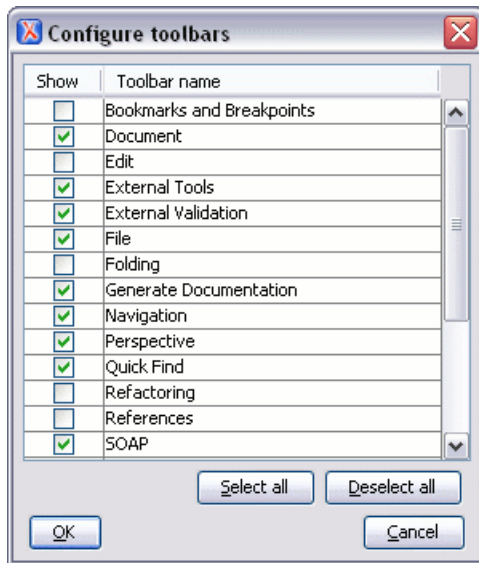 Configure toolbars
Show Toolbar name
Bookmarks and Breakpoints
Document
Edit
External Tools
External Validation
File
Folding
Generate Documentation
Navigation
Perspective
Quick Find
Refactoring
References
SOAP
Select all Deselect all
OK Cancel